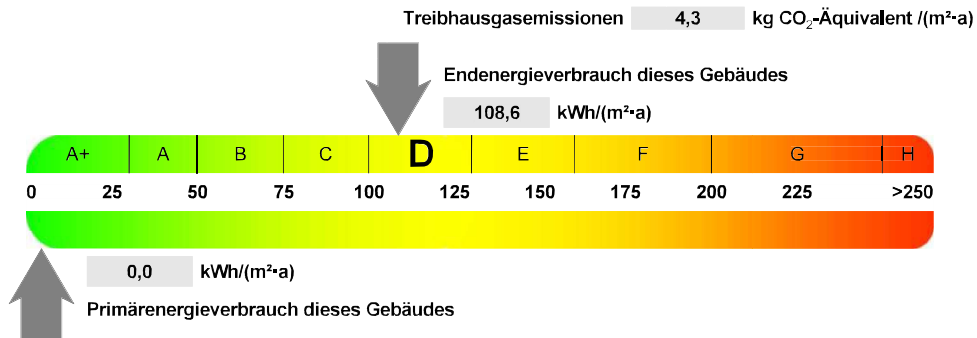 Treibhausgasemissionen 4,3 kg CO₂-Äquivalent /(m²·a)
Endenergieverbrauch dieses Gebäudes
108,6 kWh/(m²·a)
A+ A B C D E F G H
0 25 50 75 100 125 150 175 200 225 >250
0,0 kWh/(m²·a)
Primärenergieverbrauch dieses Gebäudes